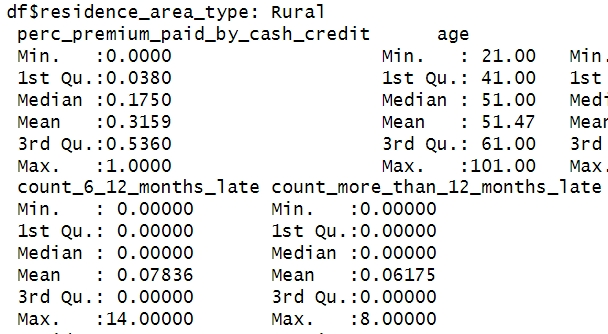 df$residence_area_type: Rural
perc_premium_paid_by_cash_credit age
Min. :0.0000 Min. : 21.00 Min.
1st Qu.:0.0380 1st Qu.: 41.00 1st
Median :0.1750 Median : 51.00 Medi
Mean :0.3159 Mean : 51.47 Mean
3rd Qu.:0.5360 3rd Qu.: 61.00 3rd
Max. :1.0000 Max. :101.00 Max.
count_6_12_months_late count_more_than_12_months_late
Min. : 0.00000 Min. :0.00000
1st Qu.: 0.00000 1st Qu.:0.00000
Median : 0.00000 Median :0.00000
Mean : 0.07836 Mean :0.06175
3rd Qu.: 0.00000 3rd Qu.:0.00000
Max. :14.00000 Max. :8.00000